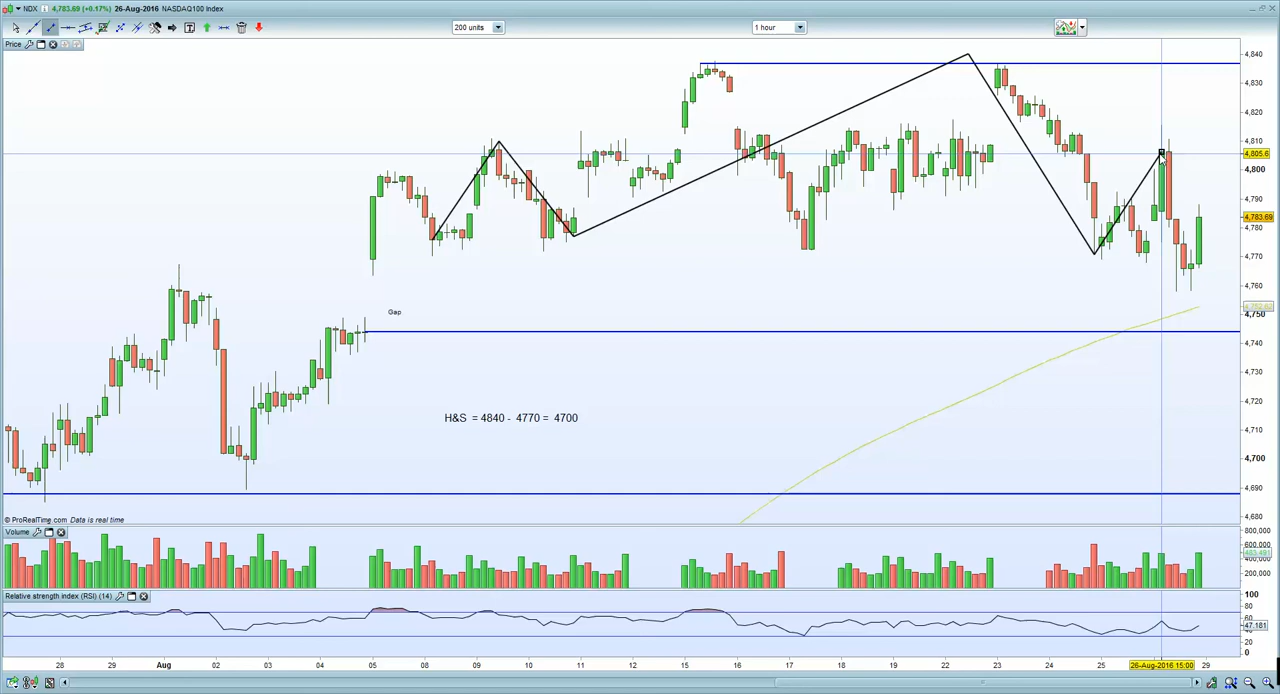 NDX 4,783.69 (+0.17%) 26-Aug-2016 NASDAQ100 Index
200 units
1 hour
Price
4,840
4,830
4,820
4,810
4,805.6
4,800
4,790
4,783.69
4,780
4,770
4,760
4,750
4,740
4,730
4,720
4,710
4,700
4,690
4,680
Gap
H&S = 4840 - 4770 = 4700
© ProRealTime.com Data is real time
Volume
800,000
600,000
400,000
200,000
Relative strength index (RSI) (14)
100
80
60
47.181
20
0
28 29 Aug 02 03 04 05 08 09 10 11 12 15 16 17 18 19 22 23 24 25 26-Aug-2016 15:00 29